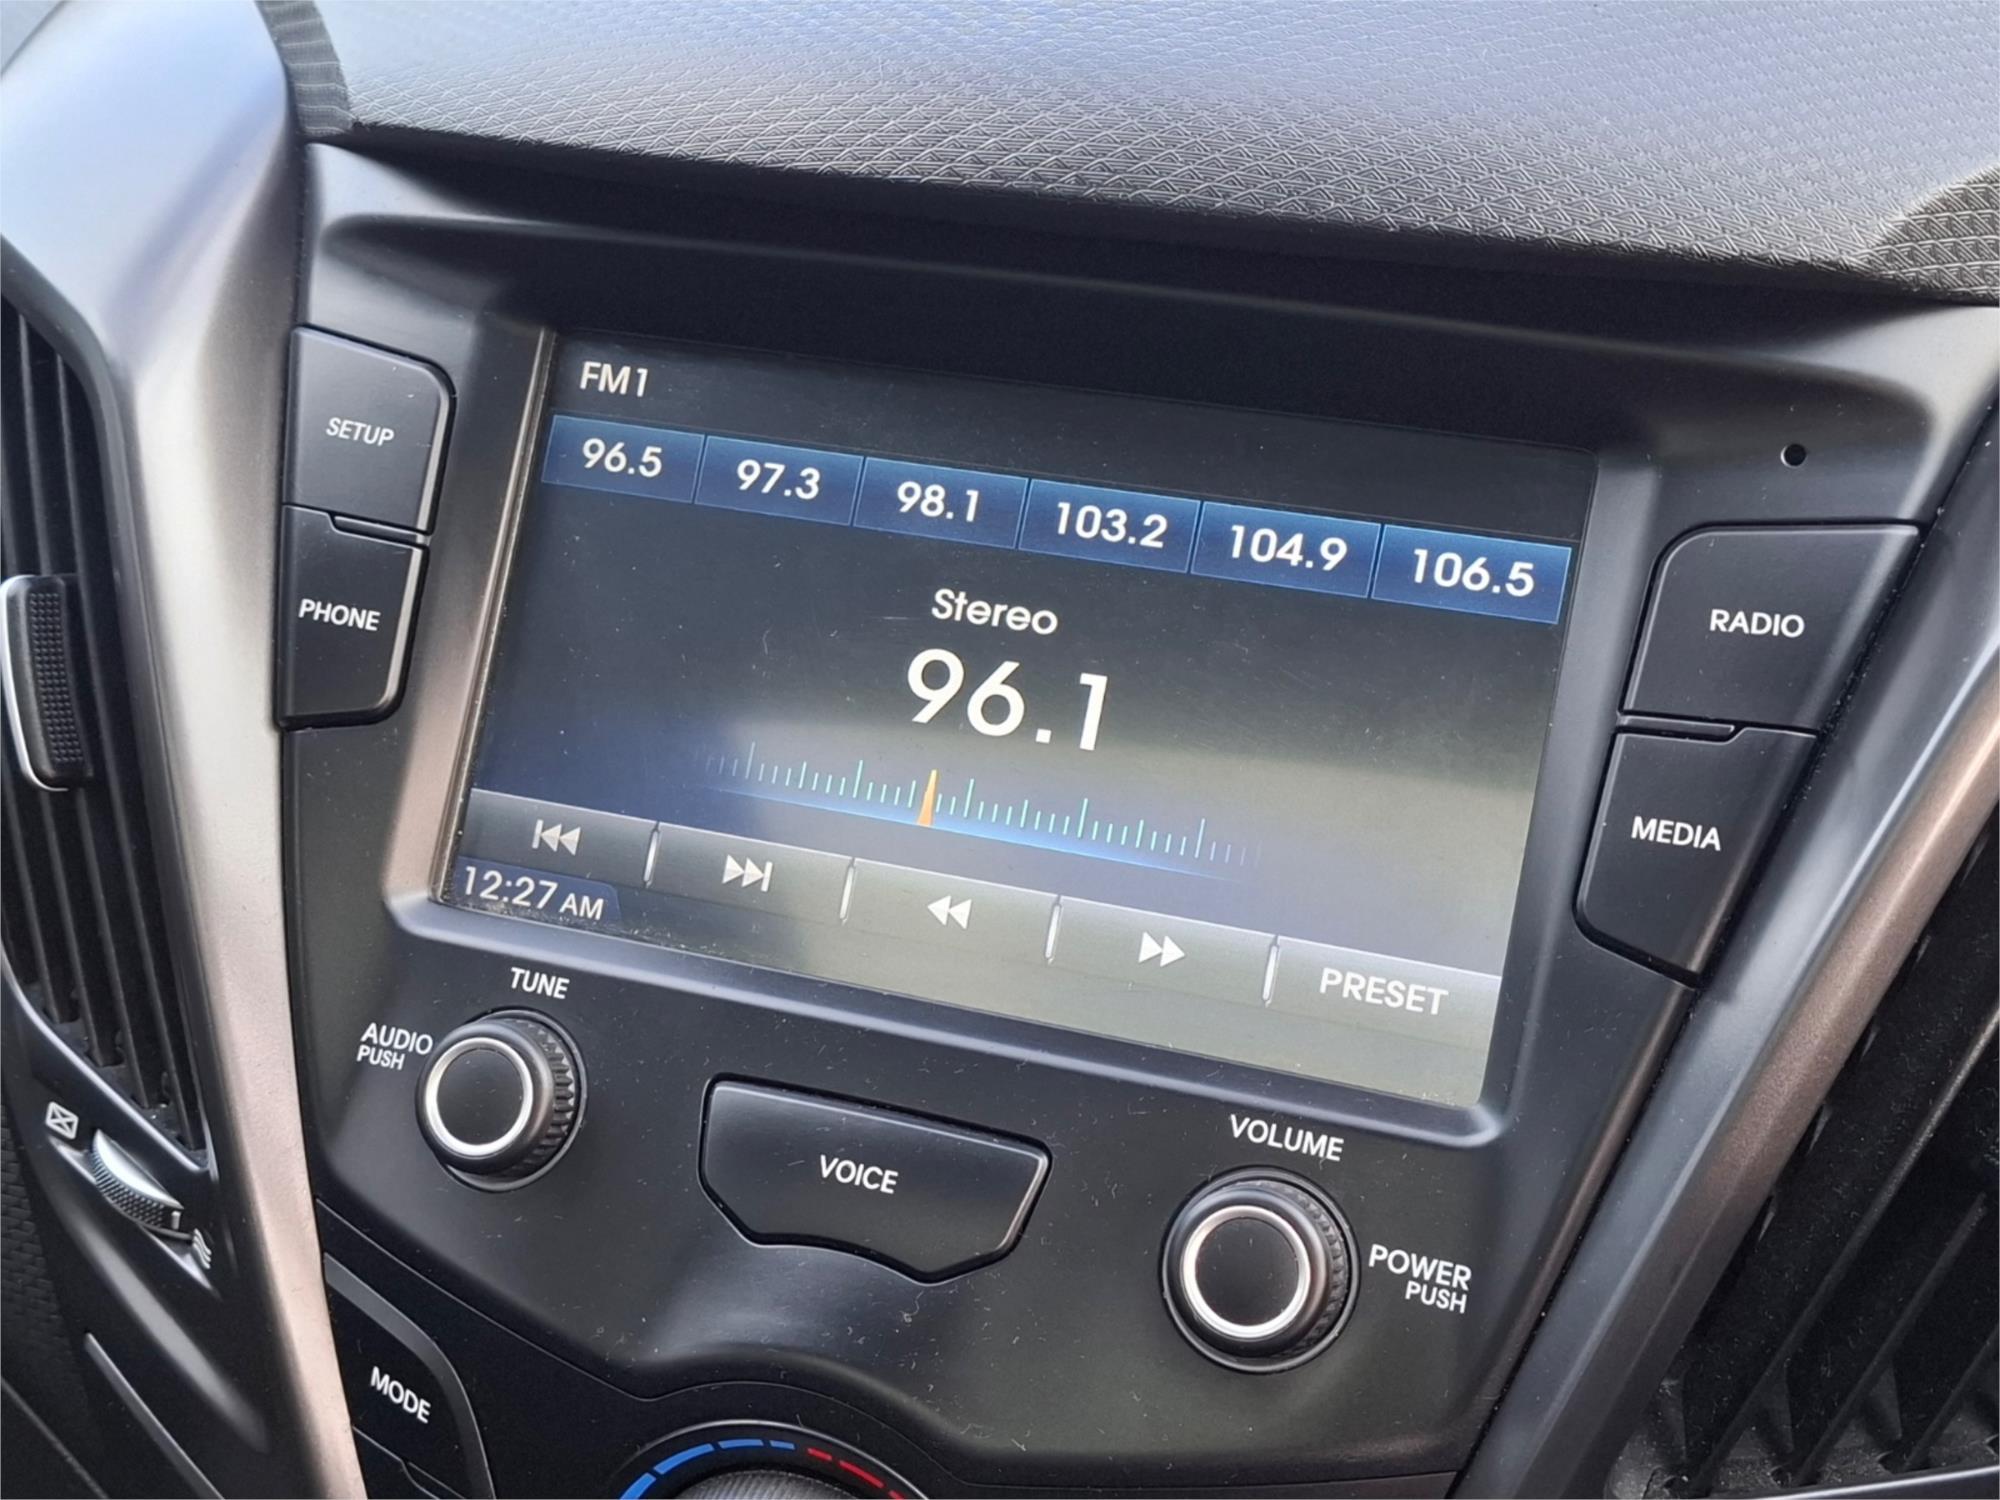 FM1
96.5 97.3 98.1 103.2 104.9 106.5
Stereo
96.1
PRESET
12:27 AM
SETUP
PHONE
RADIO
MEDIA
TUNE
AUDIO
PUSH
VOICE
VOLUME
POWER
PUSH
MODE